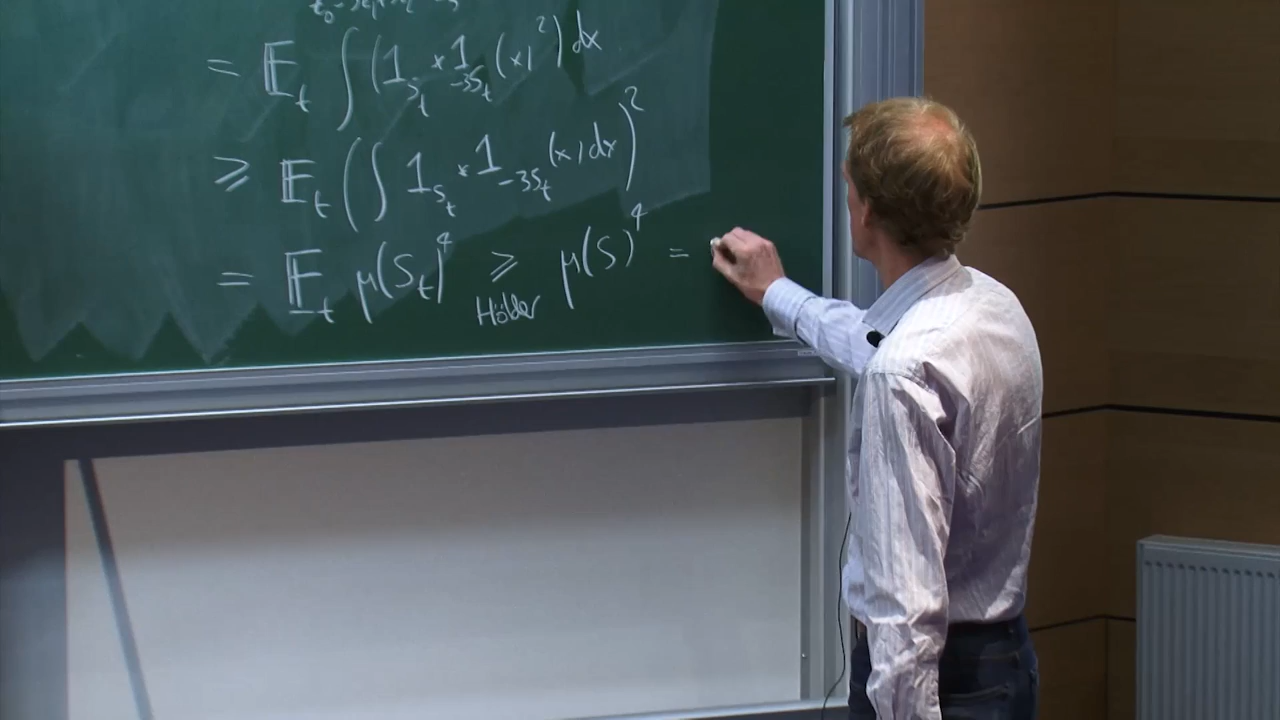 = 𝔼_t ∫ (1_{S_t} * 1_{-3S_t} (x)^2) dx
≥ 𝔼_t (∫ 1_{S_t} * 1_{-3S_t} (x) dx)^2
= 𝔼_t μ(S_t)^4 ≥ μ(S)^4 =
Hölder